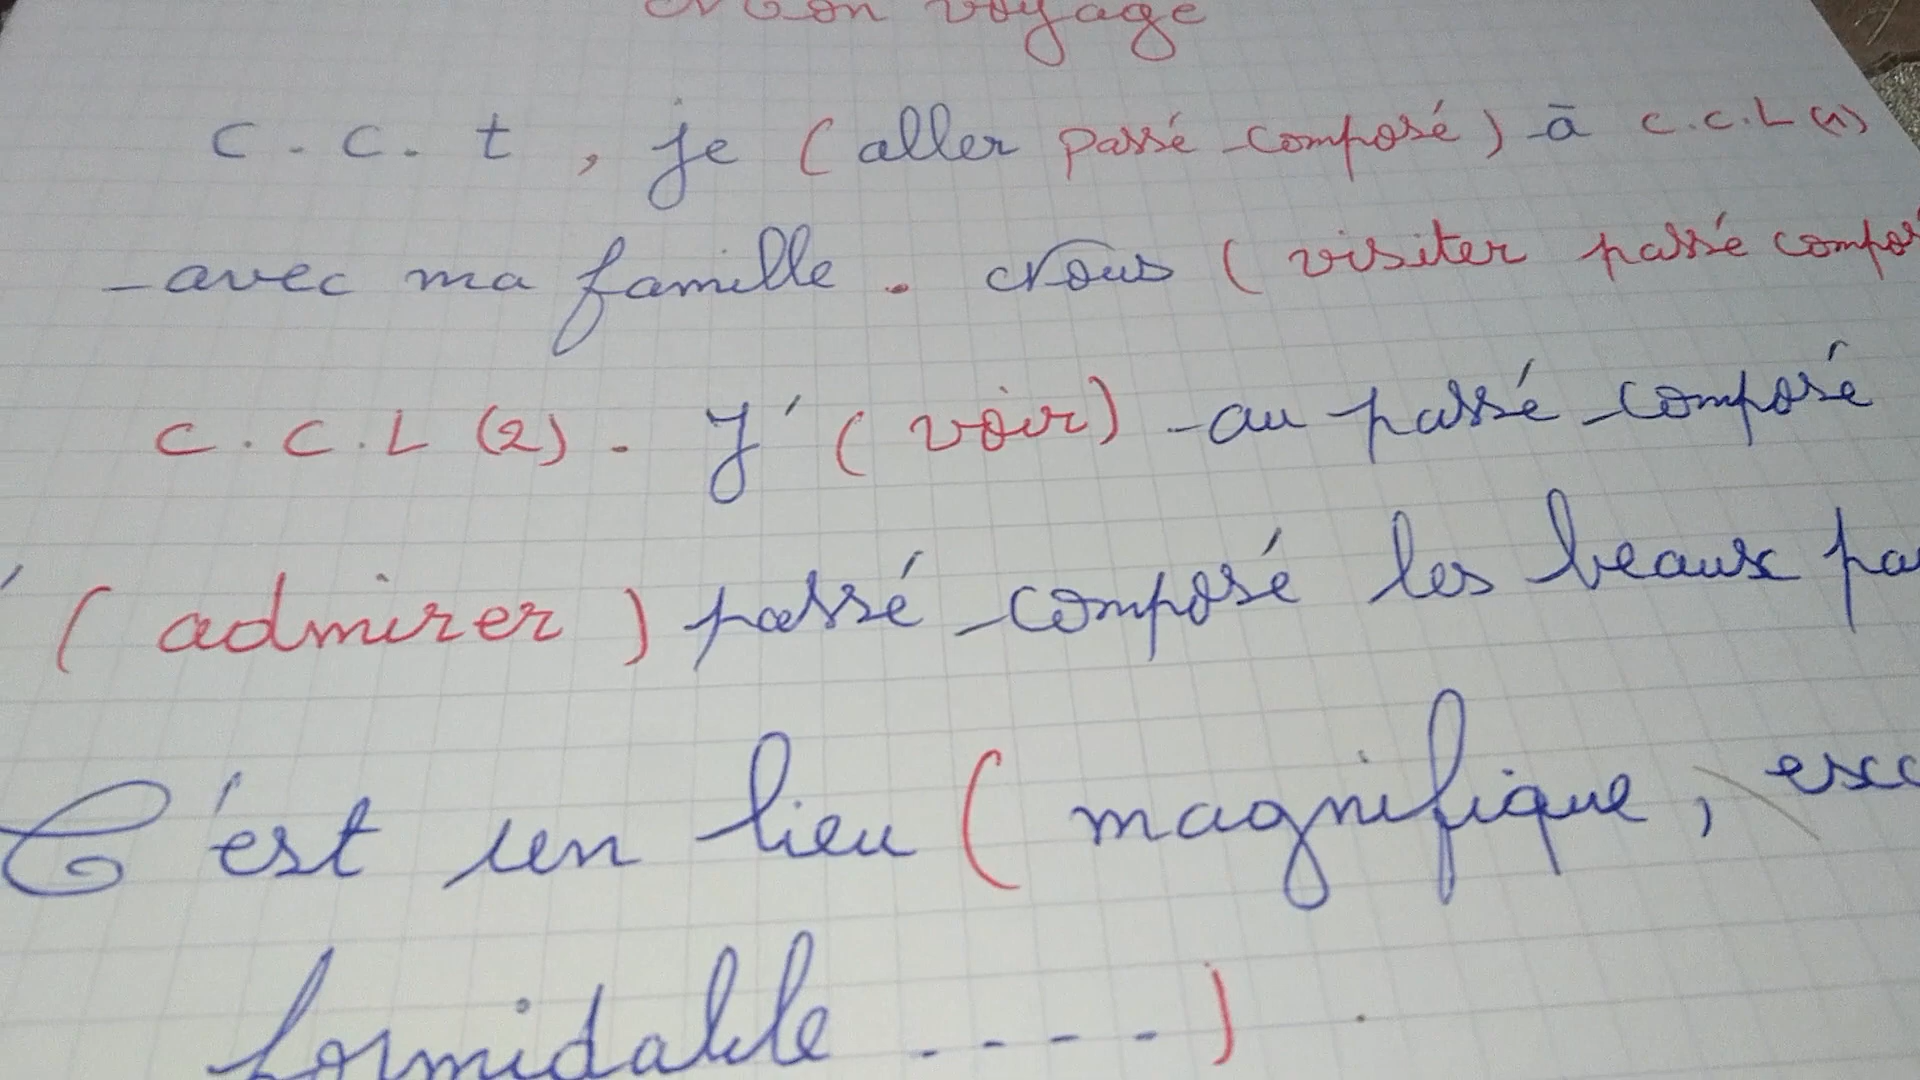 Mon voyage
C.C.t, je (aller passé composé) à C.C.L(1)
avec ma famille. Nous (visiter passé compos
C.C.L (2). J'(voir) au passé composé
'(admirer) passé composé les beaux pa
C'est un lieu (magnifique, exc
formidable ....).